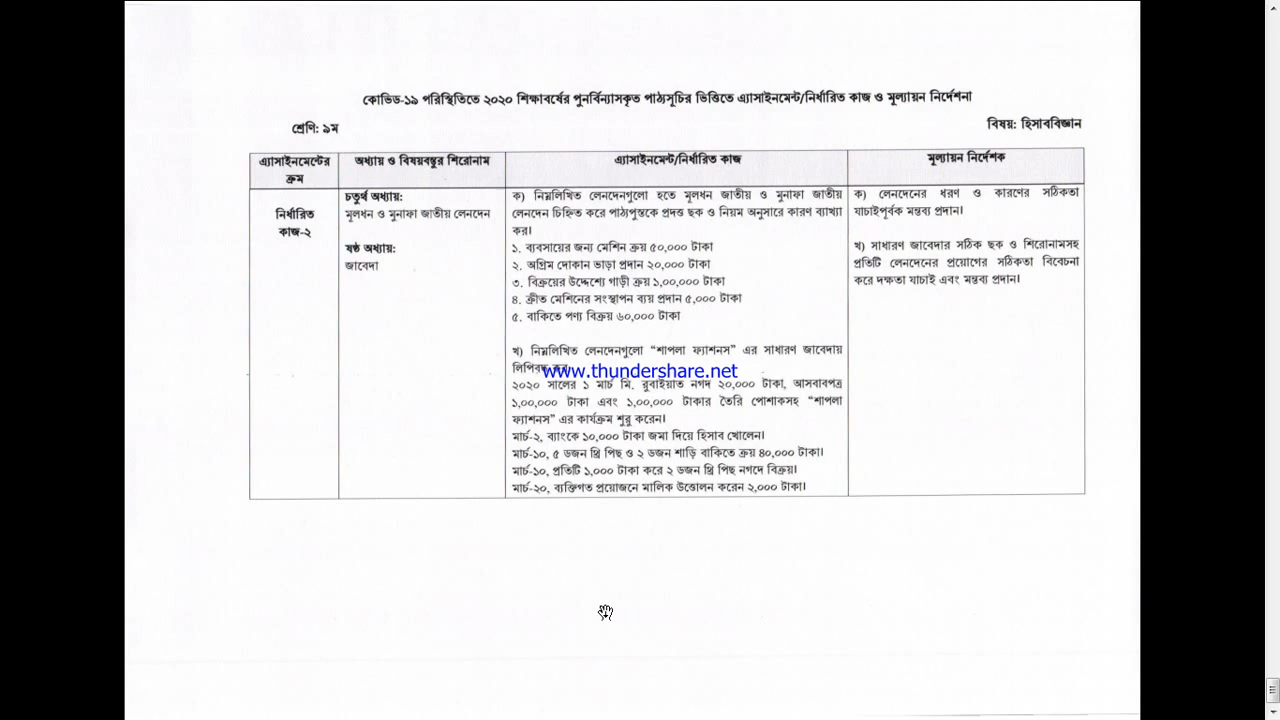 কোভিড-১৯ পরিস্থিতিতে ২০২০ শিক্ষাবর্ষের পুনর্বিন্যাসকৃত পাঠ্যসূচির ভিত্তিতে এ্যাসাইনমেন্ট/নির্ধারিত কাজ ও মূল্যায়ন নির্দেশনা
শ্রেণি: ৯ম
বিষয়: হিসাববিজ্ঞান
এ্যাসাইনমেন্টের
ক্রম
অধ্যায় ও বিষয়বস্তুর শিরোনাম
এ্যাসাইনমেন্ট/নির্ধারিত কাজ
মূল্যায়ন নির্দেশক
নির্ধারিত
কাজ-২
চতুর্থ অধ্যায়:
মূলধন ও মুনাফা জাতীয় লেনদেন
ষষ্ঠ অধ্যায়:
জাবেদা
ক) নিম্নলিখিত লেনদেনগুলো হতে মূলধন জাতীয় ও মুনাফা জাতীয়
লেনদেন চিহ্নিত করে পাঠ্যপুস্তকে প্রদত্ত ছক ও নিয়ম অনুসারে কারণ ব্যাখ্যা
কর।
১. ব্যবসায়ের জন্য মেশিন ক্রয় ৫০,০০০ টাকা
২. অগ্রিম দোকান ভাড়া প্রদান ২০,০০০ টাকা
৩. বিক্রয়ের উদ্দেশ্যে গাড়ী ক্রয় ১,০০,০০০ টাকা
৪. ক্রীত মেশিনের সংস্থাপন ব্যয় প্রদান ৫,০০০ টাকা
৫. বাকিতে পণ্য বিক্রয় ৬০,০০০ টাকা
খ) নিম্নলিখিত লেনদেনগুলো “শাপলা ফ্যাশনস” এর সাধারণ জাবেদায়
লিপিবদ্ধ কর
www.thundershare.net
২০২০ সালের ১ মার্চ মি. রুবাইয়াত নগদ ২০,০০০ টাকা, আসবাবপত্র
১,০০,০০০ টাকা এবং ১,০০,০০০ টাকার তৈরি পোশাকসহ “শাপলা
ফ্যাশনস” এর কার্যক্রম শুরু করেন।
মার্চ-২, ব্যাংকে ১০,০০০ টাকা জমা দিয়ে হিসাব খোলেন।
মার্চ-১০, ৫ ডজন থ্রি পিছ ও ২ ডজন শাড়ি বাকিতে ক্রয় ৪০,০০০ টাকা।
মার্চ-১০, প্রতিটি ১,০০০ টাকা করে ২ ডজন থ্রি পিছ নগদে বিক্রয়।
মার্চ-২০, ব্যক্তিগত প্রয়োজনে মালিক উত্তোলন করেন ২,০০০ টাকা।
ক) লেনদেনের ধরণ ও কারণের সঠিকতা
যাচাইপূর্বক মন্তব্য প্রদান।
খ) সাধারণ জাবেদার সঠিক ছক ও শিরোনামসহ
প্রতিটি লেনদেনের প্রয়োগের সঠিকতা বিবেচনা
করে দক্ষতা যাচাই এবং মন্তব্য প্রদান।